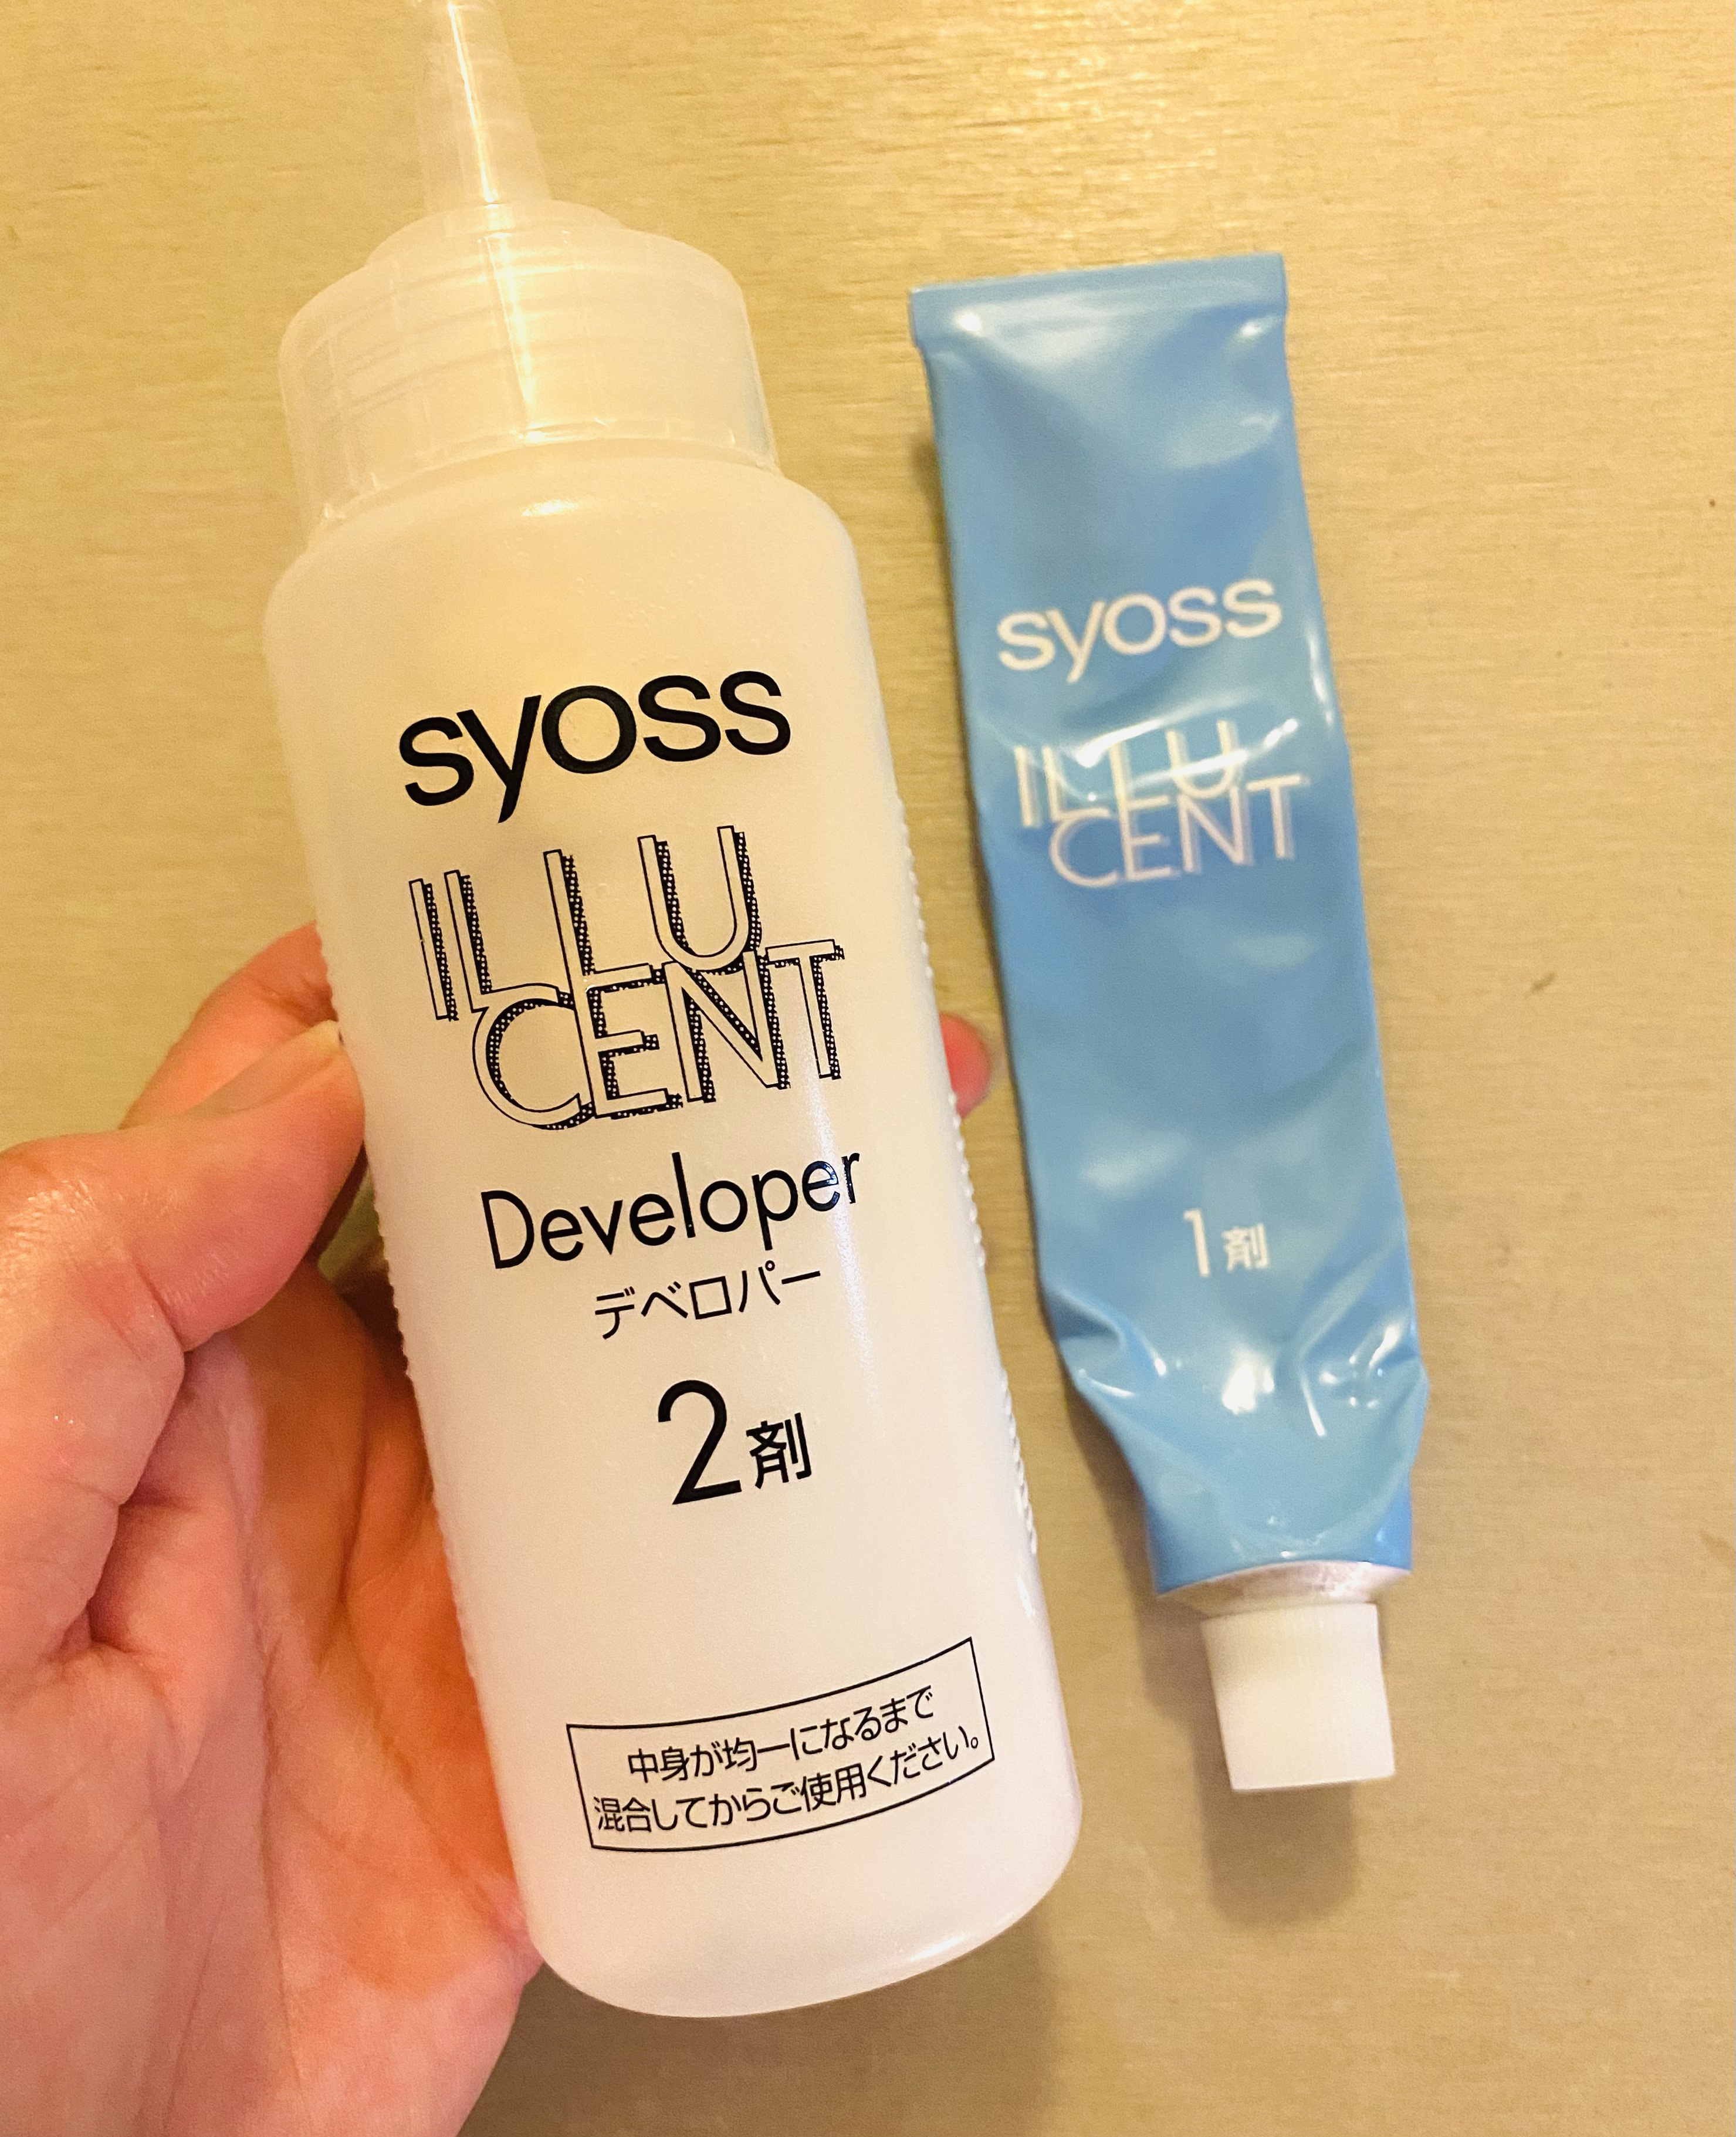 syoss
ILLU
CENT
Developer
デベロパー
2剤
中身が均一になるまで
混合してからご使用ください。
syoss
ILLU
CENT
1剤